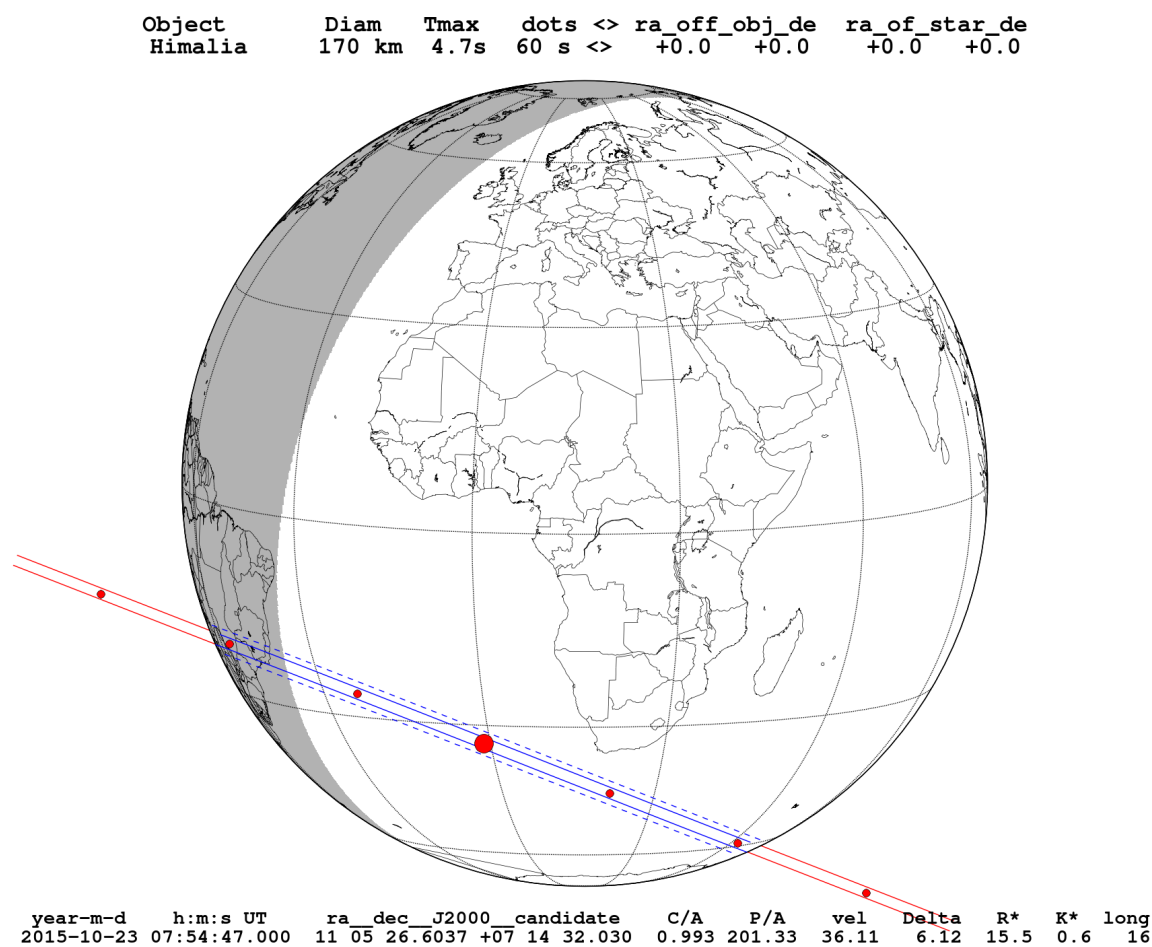 Object Diam Tmax dots <> ra_off_obj_de ra_of_star_de
Himalia 170 km 4.7s 60 s <> +0.0 +0.0 +0.0 +0.0
year-m-d h:m:s UT ra__dec__J2000__candidate C/A P/A vel Delta R* K* long
2015-10-23 07:54:47.000 11 05 26.6037 +07 14 32.030 0.993 201.33 36.11 6.12 15.5 0.6 16